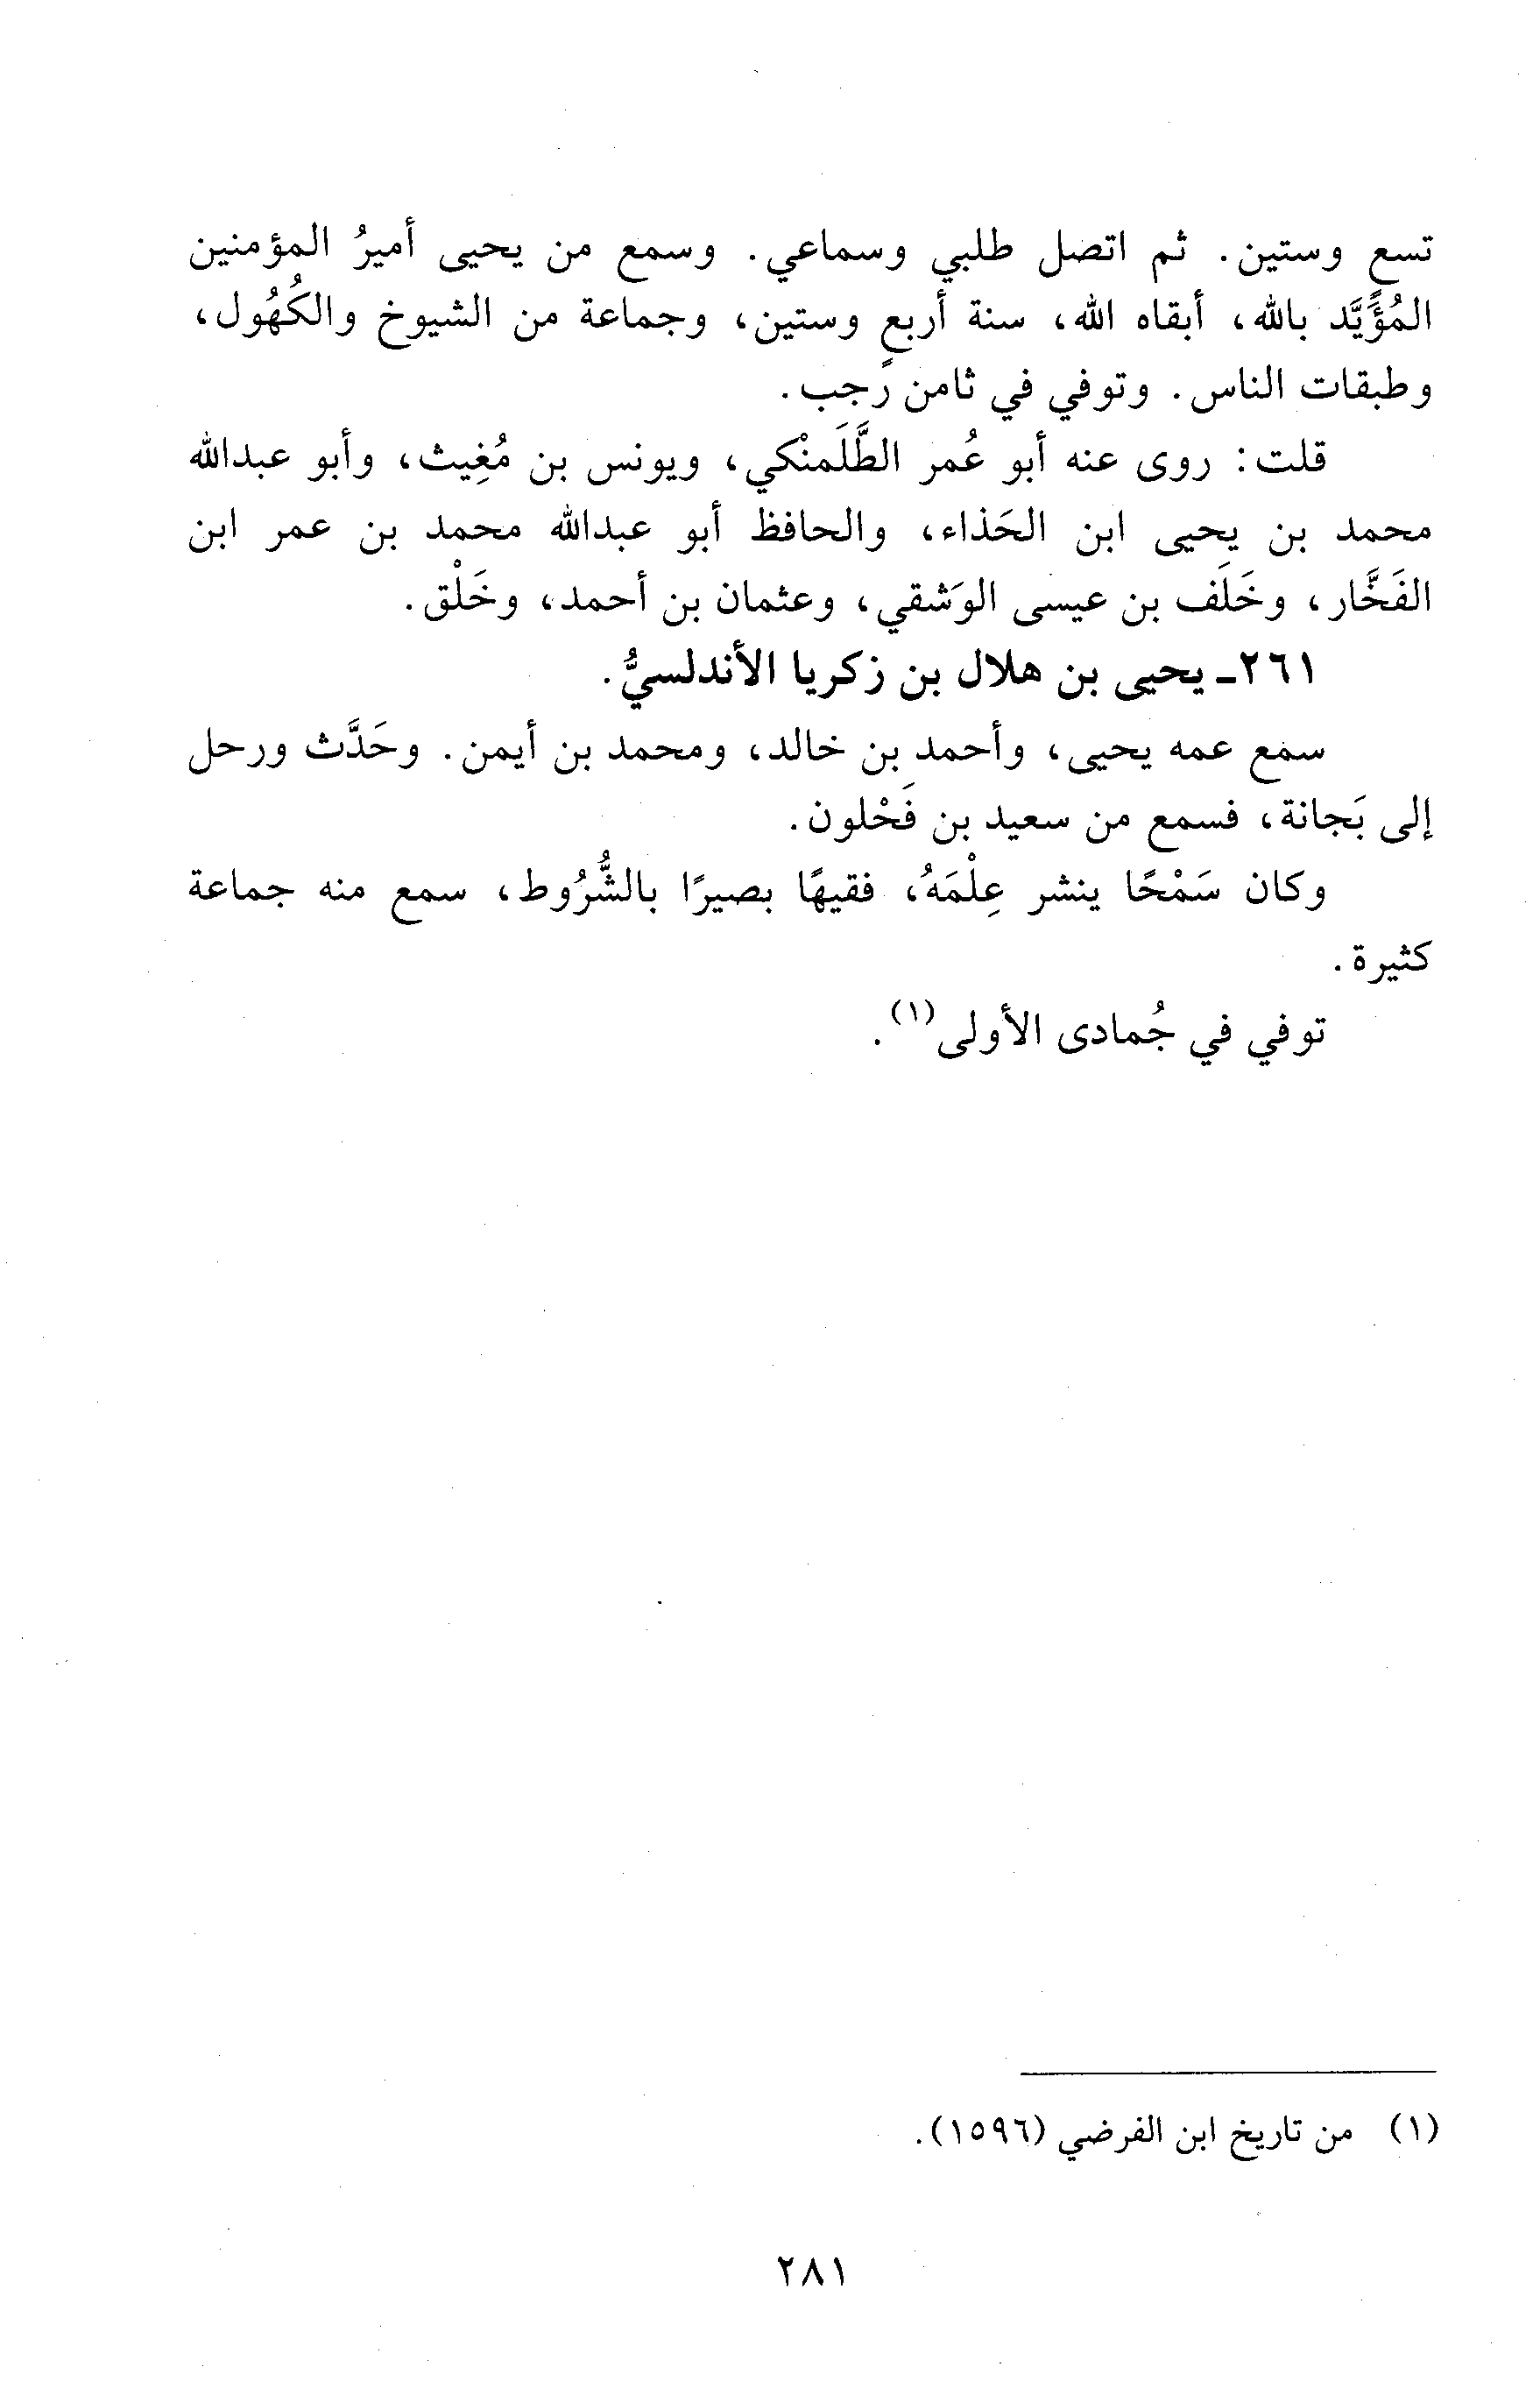 تسعٍ وستين. ثم اتصل طلبي وسماعي. وسمع من يحيى أميرُ المؤمنين
المُؤَيَّد بالله، أبقاه الله، سنة أربعٍ وستين، وجماعة من الشيوخ والكُهُول،
وطبقات الناس. وتوفي في ثامن رَجب.
قلت: روى عنه أبو عُمر الطَّلَمنْكي، ويونس بن مُغِيث، وأبو عبدالله
محمد بن يحيى ابن الحَذاء، والحافظ أبو عبدالله محمد بن عمر ابن
الفَخَّار، وخَلَف بن عيسى الوَشقي، وعثمان بن أحمد، وخَلْق.
٢٦١- يحيى بن هلال بن زكريا الأندلسيُّ.
سمع عمه يحيى، وأحمد بن خالد، ومحمد بن أيمن. وحَدَّث ورحل
إلى بَجانة، فسمع من سعيد بن فَحْلون.
وكان سَمْحًا ينشر عِلْمَهُ، فقيهًا بصيرًا بالشُّرُوط، سمع منه جماعة
كثيرة.
توفي في جُمادى الأولى(١).
(١) من تاريخ ابن الفرضي (١٥٩٦).
٢٨١